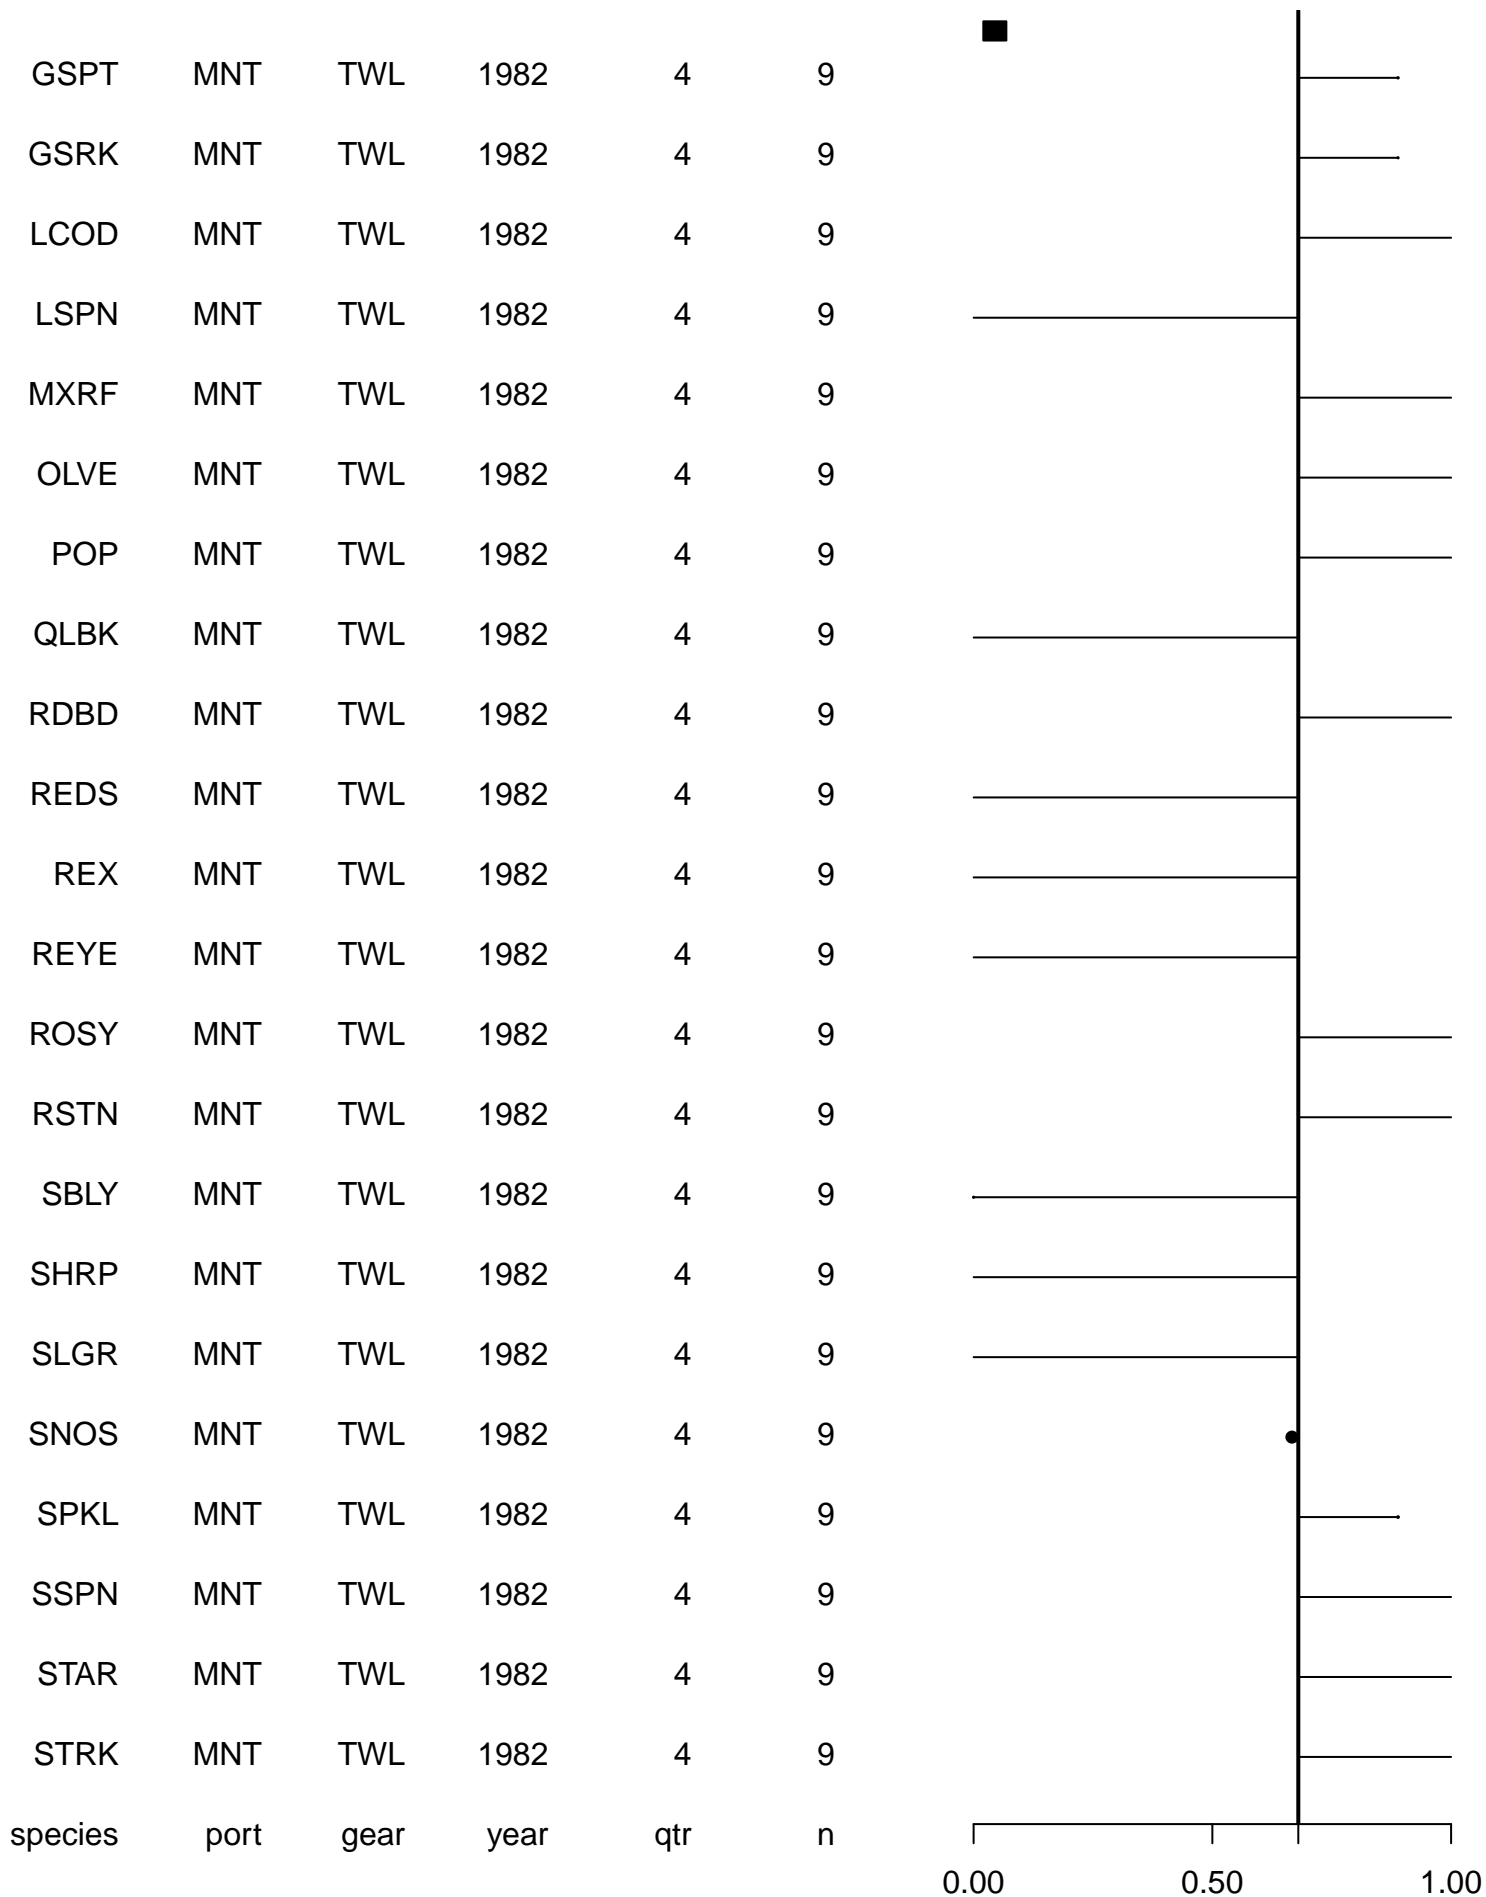 GSPT MNT TWL 1982 4 9
GSRK MNT TWL 1982 4 9
LCOD MNT TWL 1982 4 9
LSPN MNT TWL 1982 4 9
MXRF MNT TWL 1982 4 9
OLVE MNT TWL 1982 4 9
POP MNT TWL 1982 4 9
QLBK MNT TWL 1982 4 9
RDBD MNT TWL 1982 4 9
REDS MNT TWL 1982 4 9
REX MNT TWL 1982 4 9
REYE MNT TWL 1982 4 9
ROSY MNT TWL 1982 4 9
RSTN MNT TWL 1982 4 9
SBLY MNT TWL 1982 4 9
SHRP MNT TWL 1982 4 9
SLGR MNT TWL 1982 4 9
SNOS MNT TWL 1982 4 9
SPKL MNT TWL 1982 4 9
SSPN MNT TWL 1982 4 9
STAR MNT TWL 1982 4 9
STRK MNT TWL 1982 4 9
species port gear year qtr n
0.00 0.50 1.00